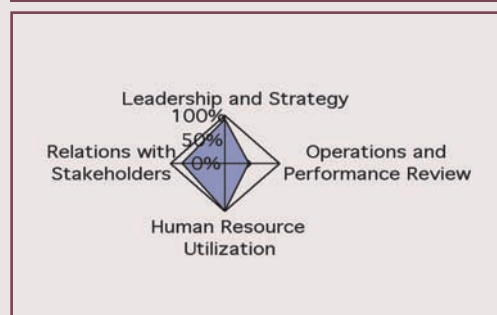 Leadership and Strategy
100%
50%
0%
Relations with
Stakeholders
Operations and
Performance Review
Human Resource
Utilization